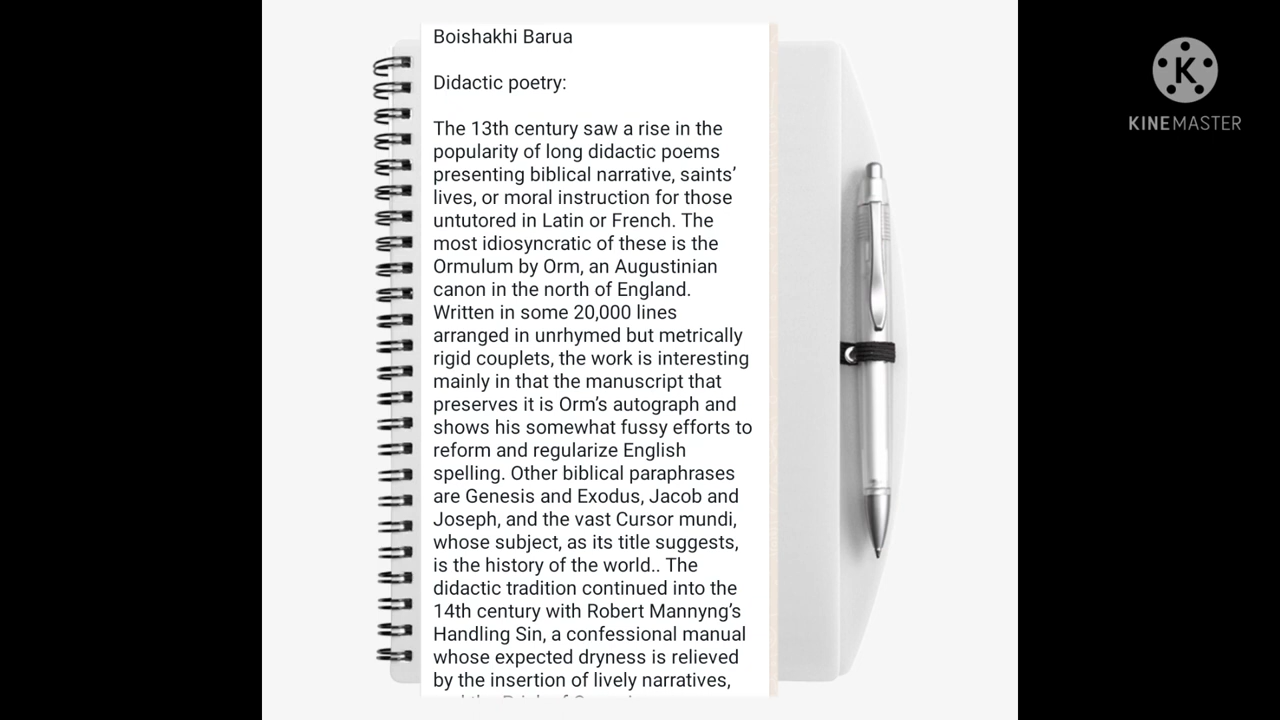 Boishakhi Barua
Didactic poetry:
The 13th century saw a rise in the
popularity of long didactic poems
presenting biblical narrative, saints’
lives, or moral instruction for those
untutored in Latin or French. The
most idiosyncratic of these is the
Ormulum by Orm, an Augustinian
canon in the north of England.
Written in some 20,000 lines
arranged in unrhymed but metrically
rigid couplets, the work is interesting
mainly in that the manuscript that
preserves it is Orm’s autograph and
shows his somewhat fussy efforts to
reform and regularize English
spelling. Other biblical paraphrases
are Genesis and Exodus, Jacob and
Joseph, and the vast Cursor mundi,
whose subject, as its title suggests,
is the history of the world.. The
didactic tradition continued into the
14th century with Robert Mannyng’s
Handling Sin, a confessional manual
whose expected dryness is relieved
by the insertion of lively narratives,
K
KINEMASTER